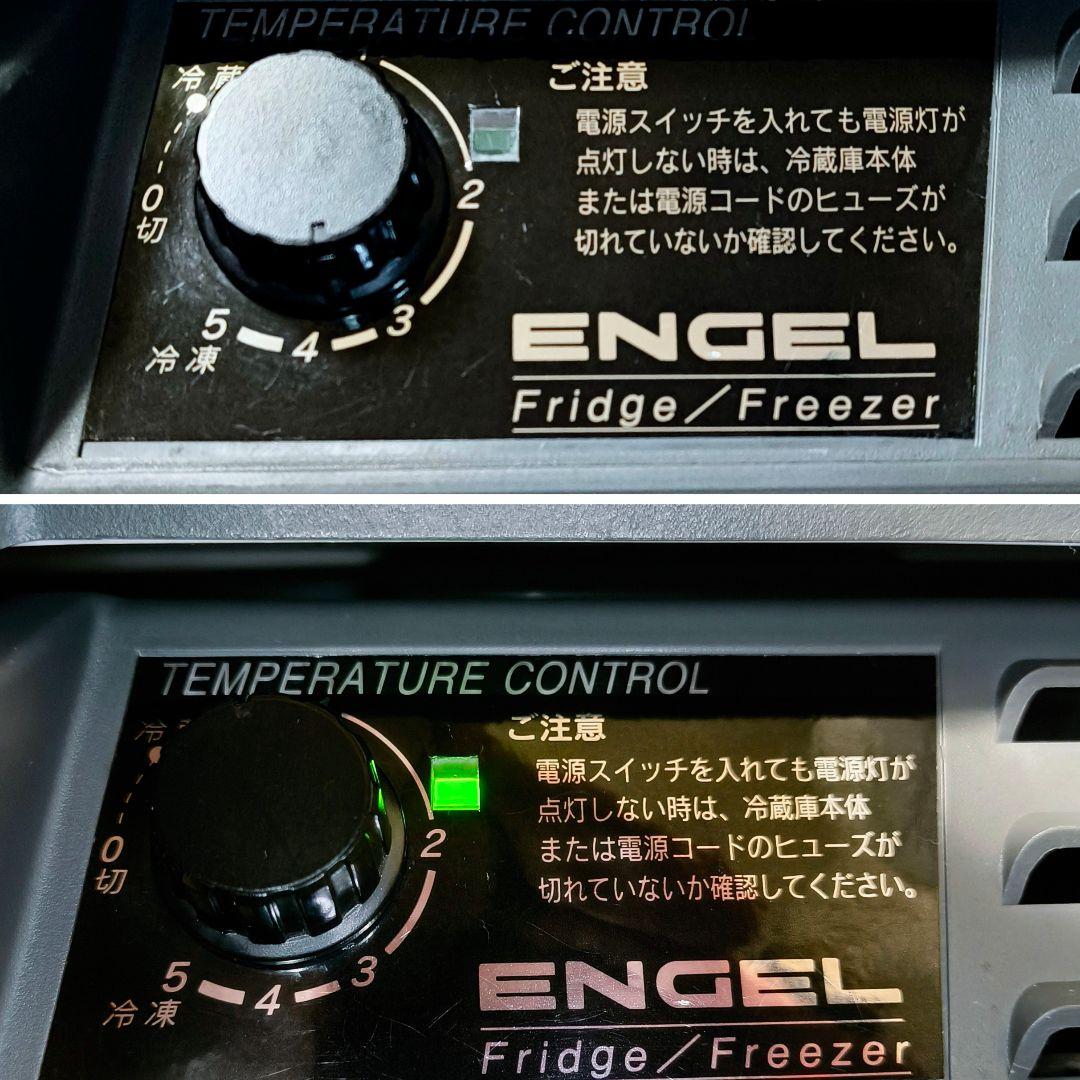 TEMPERATURE CONTROL
冷蔵
1
ご注意
電源スイッチを入れても電源灯が
点灯しない時は、冷蔵庫本体
または電源コードのヒューズが
切れていないか確認してください。
0
切
2
3
4
5
冷凍
ENGEL
Fridge/Freezer
TEMPERATURE CONTROL
冷
ご注意
電源スイッチを入れても電源灯が
点灯しない時は、冷蔵庫本体
または電源コードのヒューズが
切れていないか確認してください。
0
切
2
3
4
5
冷凍
ENGEL
Fridge/Freezer